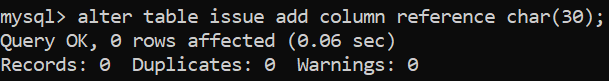 mysql> alter table issue add column reference char(30);
Query OK, 0 rows affected (0.06 sec)
Records: 0  Duplicates: 0  Warnings: 0